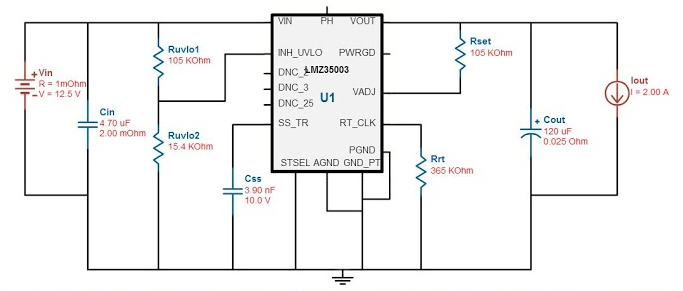 VIN
PH
VOUT
Ruvlo1
105 KOhm
INH_UVLO
PWRGD
Rset
105 KOhm
Vin
R = 1mOhm
V = 12.5 V
DNC_2
LMZ35003
DNC_3
U1
VADJ
DNC_25
Iout
I = 2.00 A
Cin
4.70 uF
2.00 mOhm
SS_TR
RT_CLK
Cout
120 uF
0.025 Ohm
Ruvlo2
15.4 KOhm
PGND
STSEL
AGND
GND_PT
Rrt
365 KOhm
Css
3.90 nF
10.0 V